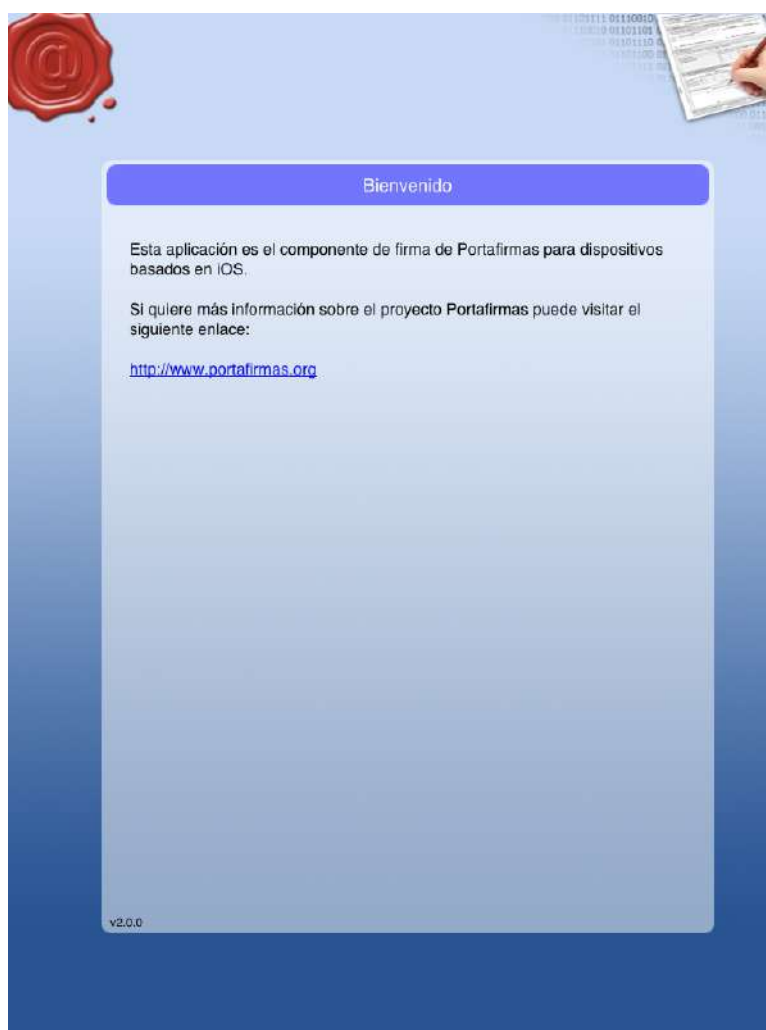 Bienvenido
Esta aplicación es el componente de firma de Portafirmas para dispositivos
basados en iOS.
Si quiere más información sobre el proyecto Portafirmas puede visitar el
siguiente enlace:
http://www.portafirmas.org
v2.0.0